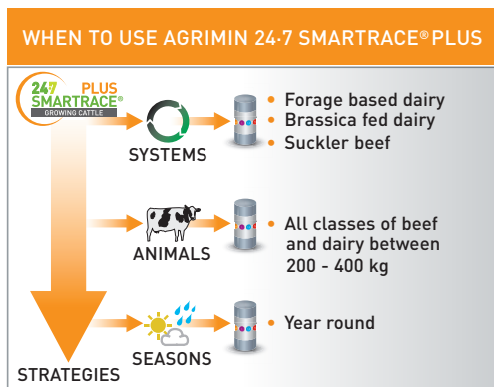 WHEN TO USE AGRIMIN 24·7 SMARTRACE® PLUS
24·7 PLUS
SMARTRACE®
GROWING CATTLE
SYSTEMS
• Forage based dairy
• Brassica fed dairy
• Suckler beef
ANIMALS
• All classes of beef
and dairy between
200 - 400 kg
SEASONS
• Year round
STRATEGIES